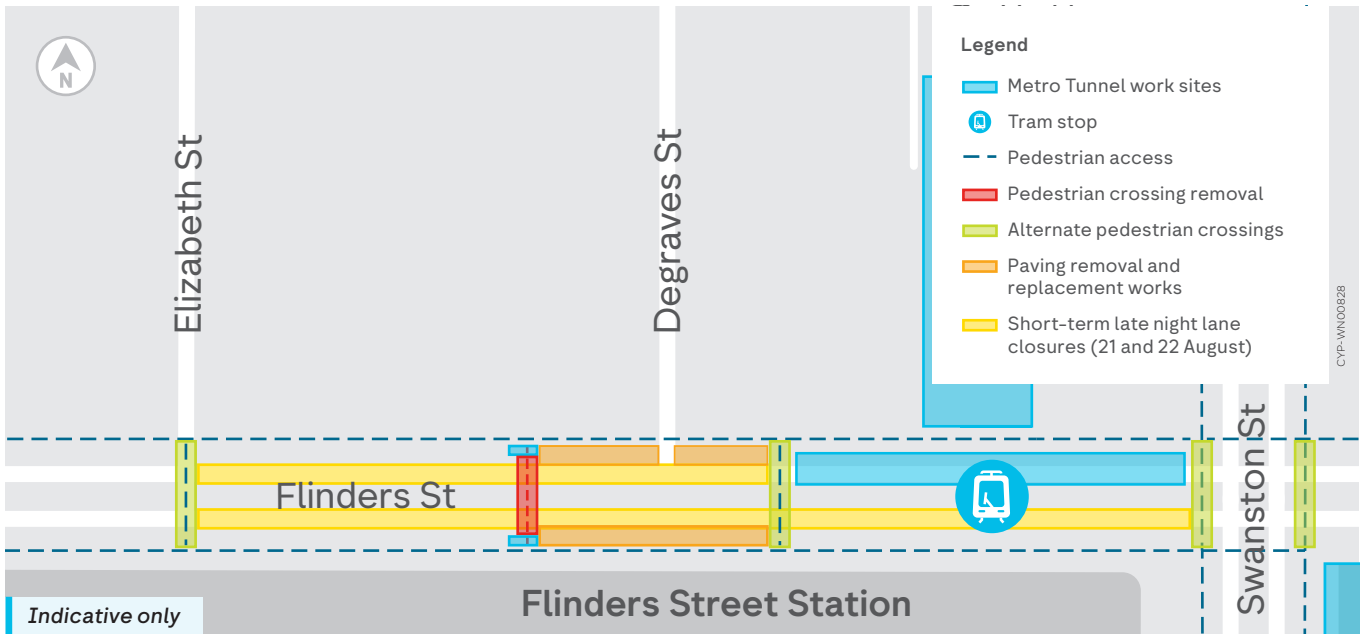 Legend
Metro Tunnel work sites
Tram stop
Pedestrian access
Pedestrian crossing removal
Alternate pedestrian crossings
Paving removal and
replacement works
Short-term late night lane
closures (21 and 22 August)
CYP-WN00828
N
Elizabeth St
Degraves St
Swanston St
Flinders St
Flinders Street Station
Indicative only